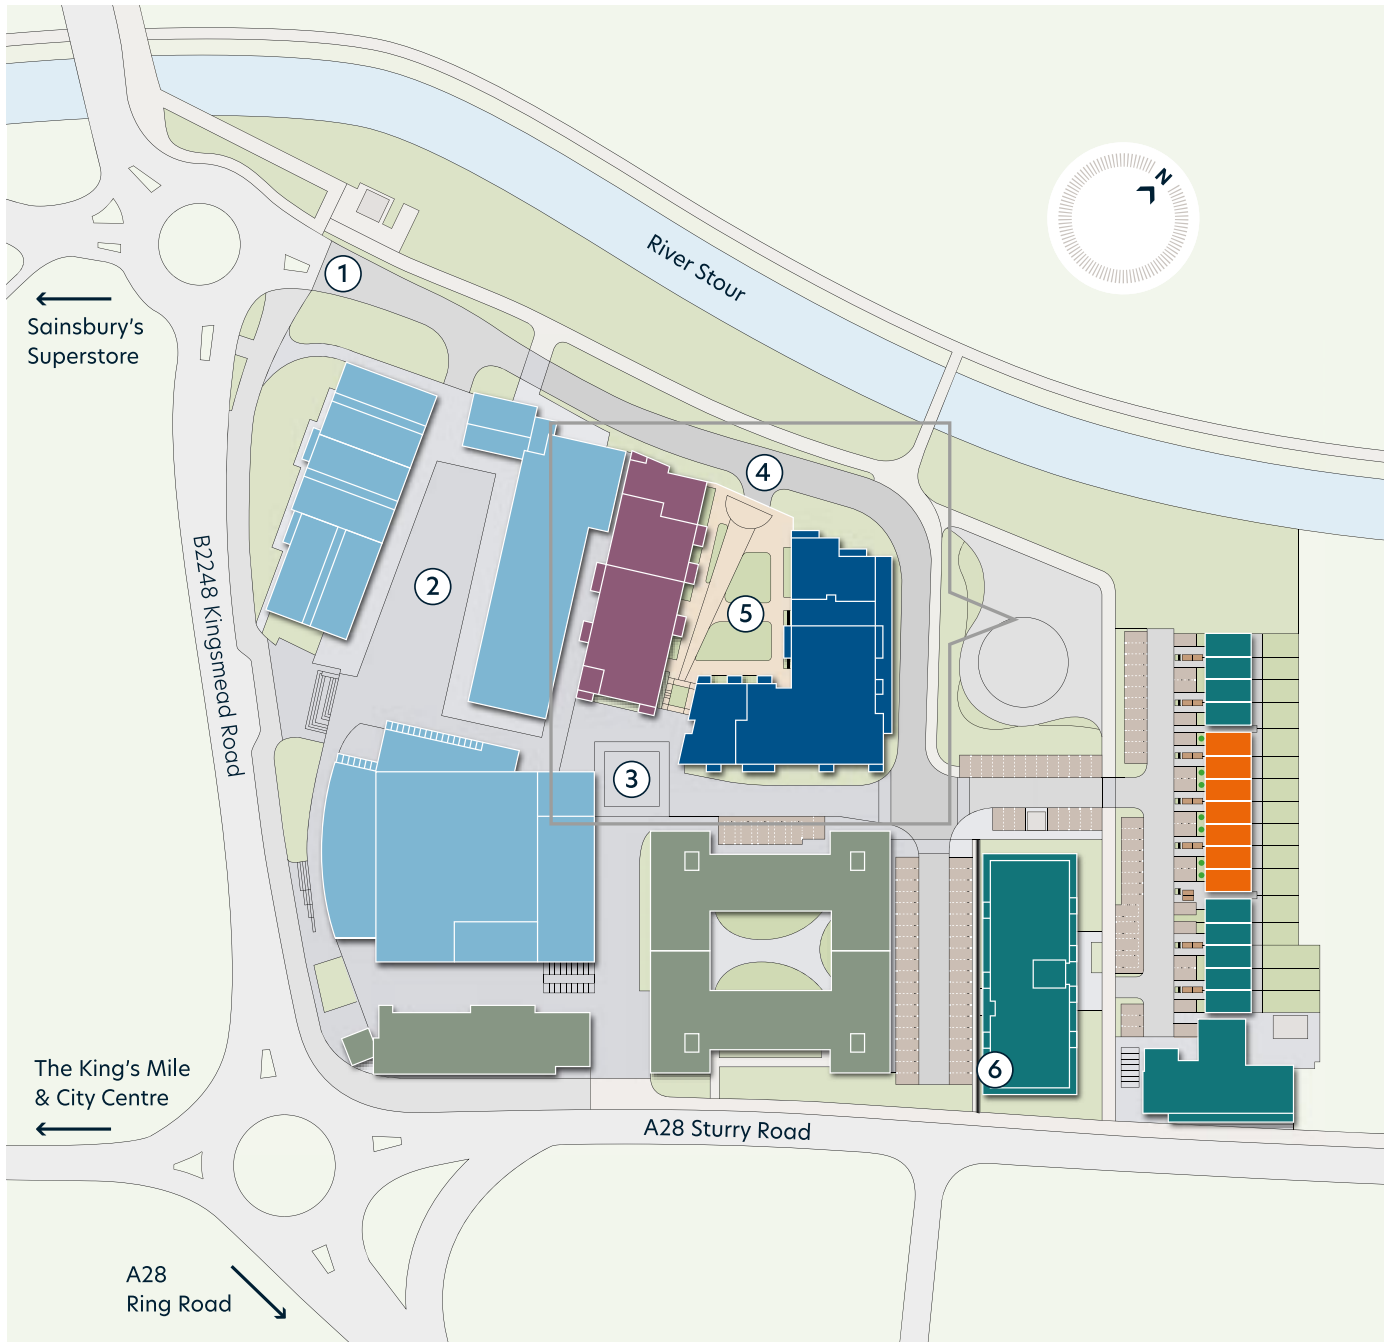 N
River Stour
1
Sainsbury's
Superstore
4
2
5
B2248 Kingsmead Road
3
6
The King's Mile
& City Centre
A28 Sturry Road
A28
Ring Road